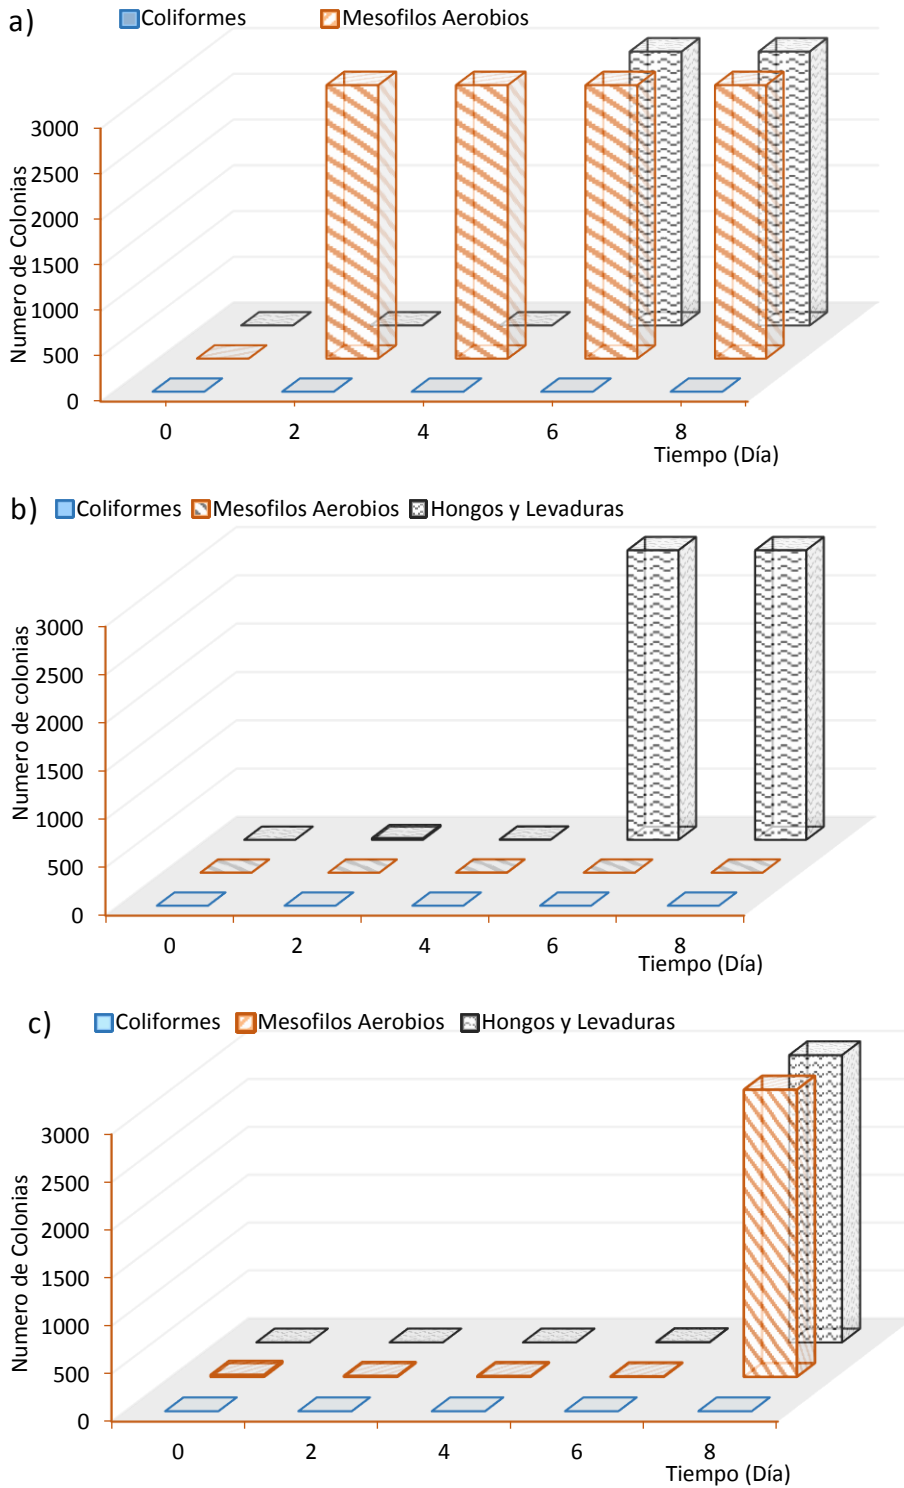 a)
Coliformes Mesofilos Aerobios
Numero de Colonias
3000
2500
2000
1500
1000
500
0
0 2 4 6 8
Tiempo (Día)
b)
Coliformes Mesofilos Aerobios Hongos y Levaduras
Numero de colonias
3000
2500
2000
1500
1000
500
0
0 2 4 6 8
Tiempo (Día)
c)
Coliformes Mesofilos Aerobios Hongos y Levaduras
Numero de Colonias
3000
2500
2000
1500
1000
500
0
0 2 4 6 8
Tiempo (Día)